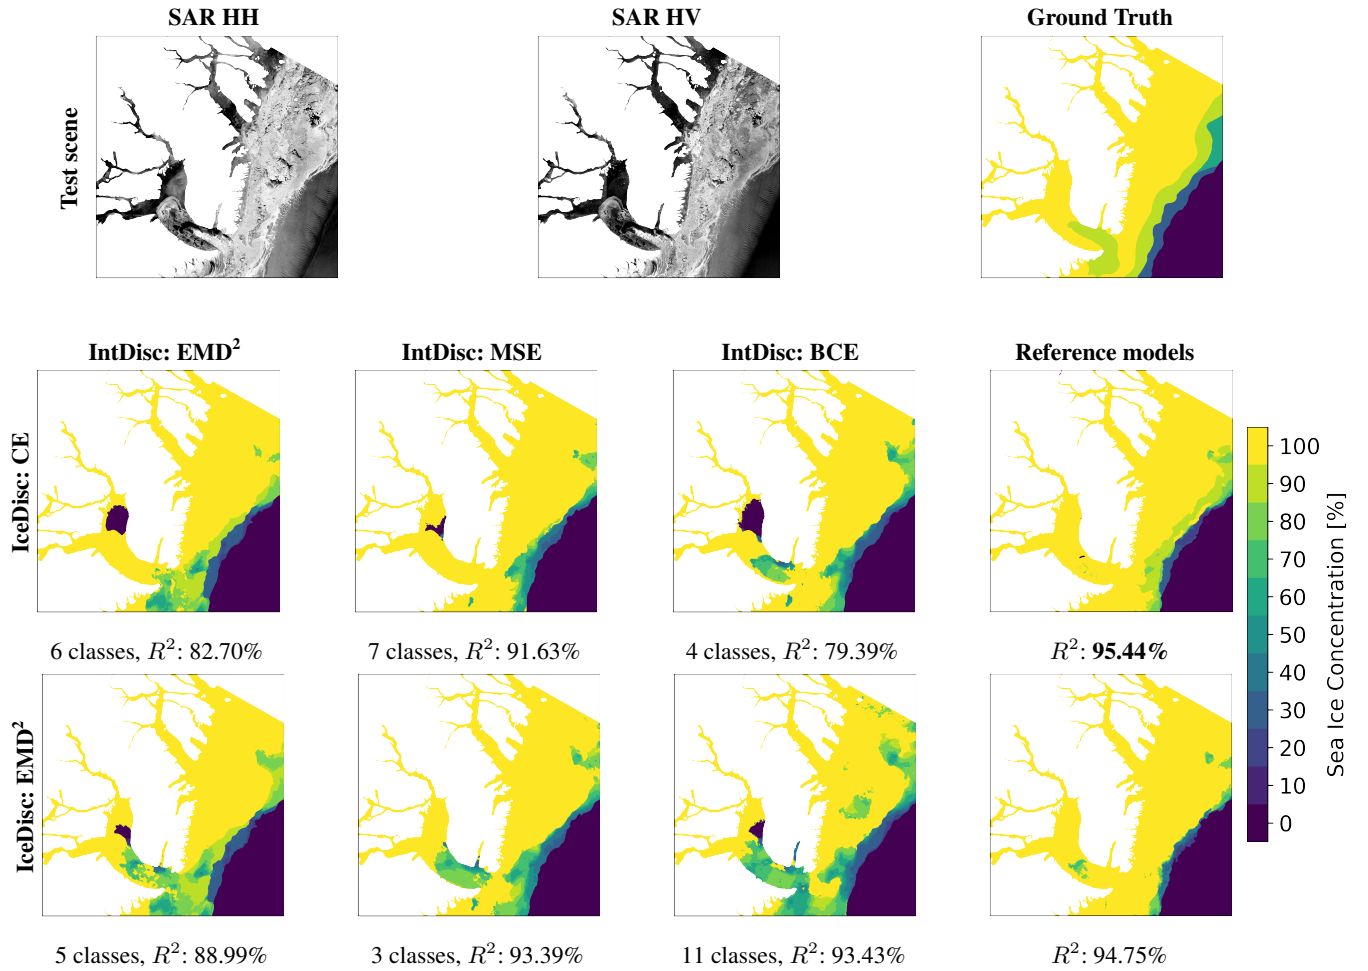 SAR HH
SAR HV
Ground Truth
Test scene
IntDisc: EMD²
IntDisc: MSE
IntDisc: BCE
Reference models
IceDisc: CE
6 classes, R²: 82.70%
7 classes, R²: 91.63%
4 classes, R²: 79.39%
R²: 95.44%
IceDisc: EMD²
5 classes, R²: 88.99%
3 classes, R²: 93.39%
11 classes, R²: 93.43%
R²: 94.75%
100
90
80
70
60
50
40
30
20
10
0
Sea Ice Concentration [%]